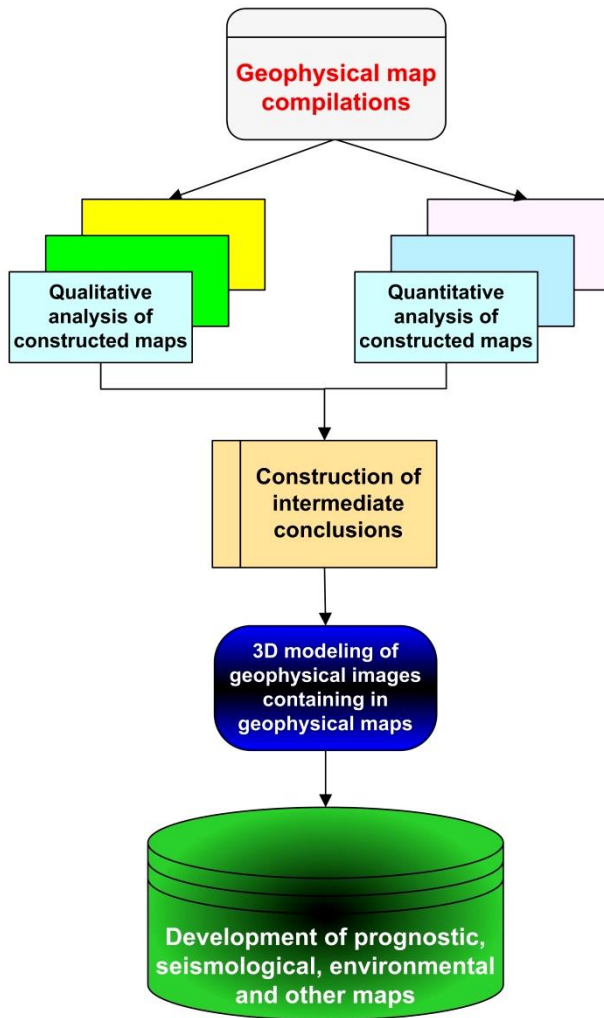 Geophysical map
compilations
Qualitative
analysis of
constructed maps
Quantitative
analysis of
constructed maps
Construction of
intermediate
conclusions
3D modeling of
geophysical images
containing in
geophysical maps
Development of prognostic,
seismological, environmental
and other maps